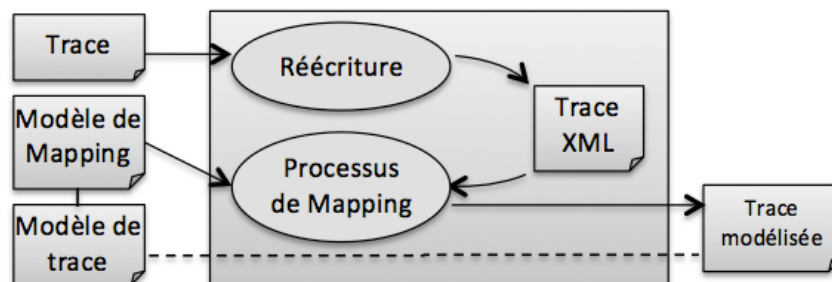 Trace
Réécriture
Modèle de
Mapping
Trace
XML
Processus
de Mapping
Modèle de
trace
Trace
modélisée